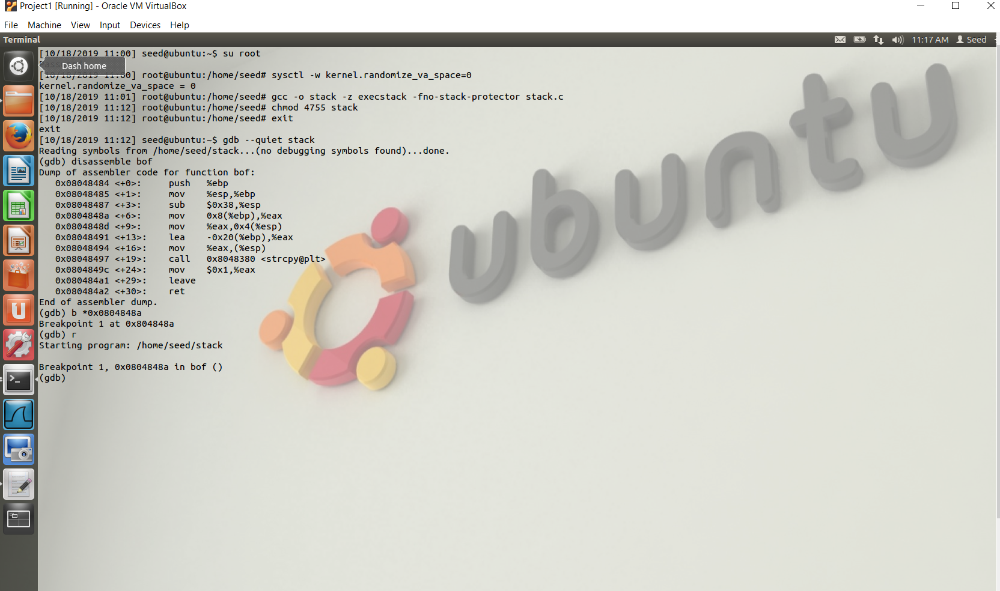 Project1 [Running] - Oracle VM VirtualBox
File Machine View Input Devices Help
Terminal 11:17 AM Seed
[10/18/2019 11:00] seed@ubuntu:~$ su root
Dash home
[10/18/2019 11:00] root@ubuntu:/home/seed# sysctl -w kernel.randomize_va_space=0
kernel.randomize_va_space = 0
[10/18/2019 11:01] root@ubuntu:/home/seed# gcc -o stack -z execstack -fno-stack-protector stack.c
[10/18/2019 11:12] root@ubuntu:/home/seed# chmod 4755 stack
[10/18/2019 11:12] root@ubuntu:/home/seed# exit
exit
[10/18/2019 11:12] seed@ubuntu:~$ gdb --quiet stack
Reading symbols from /home/seed/stack...(no debugging symbols found)...done.
(gdb) disassemble bof
Dump of assembler code for function bof:
0x08048484 <+0>: push %ebp
0x08048485 <+1>: mov %esp,%ebp
0x08048487 <+3>: sub $0x38,%esp
0x0804848a <+6>: mov 0x8(%ebp),%eax
0x0804848d <+9>: mov %eax,0x4(%esp)
0x08048491 <+13>: lea -0x20(%ebp),%eax
0x08048494 <+16>: mov %eax,(%esp)
0x08048497 <+19>: call 0x8048380 <strcpy@plt>
0x0804849c <+24>: mov $0x1,%eax
0x080484a1 <+29>: leave
0x080484a2 <+30>: ret
End of assembler dump.
(gdb) b *0x0804848a
Breakpoint 1 at 0x804848a
(gdb) r
Starting program: /home/seed/stack
Breakpoint 1, 0x0804848a in bof ()
(gdb)
ubuntu